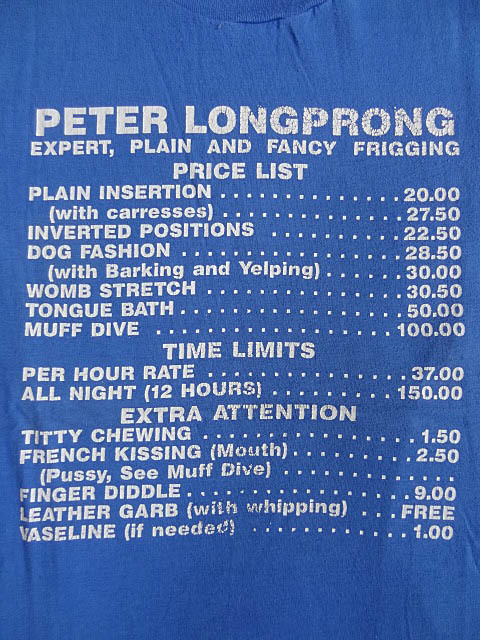 PETER LONGPRONG
EXPERT, PLAIN AND FANCY FRIGGING
PRICE LIST
PLAIN INSERTION . . . . . . . . . . . . . . 20.00
(with carresses) . . . . . . . . . . . . . 27.50
INVERTED POSITIONS . . . . . . . . . . 22.50
DOG FASHION . . . . . . . . . . . . . . . . 28.50
(with Barking and Yelping) . . . . . . 30.00
WOMB STRETCH . . . . . . . . . . . . . . 30.50
TONGUE BATH . . . . . . . . . . . . . . . . 50.00
MUFF DIVE . . . . . . . . . . . . . . . . . 100.00
TIME LIMITS
PER HOUR RATE . . . . . . . . . . . . . . . 37.00
ALL NIGHT (12 HOURS) . . . . . . . . . 150.00
EXTRA ATTENTION
TITTY CHEWING . . . . . . . . . . . . . . . . 1.50
FRENCH KISSING (Mouth) . . . . . . . . . 2.50
(Pussy, See Muff Dive) . . . . . . . . . . . .
FINGER DIDDLE . . . . . . . . . . . . . . . . 9.00
LEATHER GARB (with whipping) . . . FREE
VASELINE (if needed) . . . . . . . . . . . 1.00